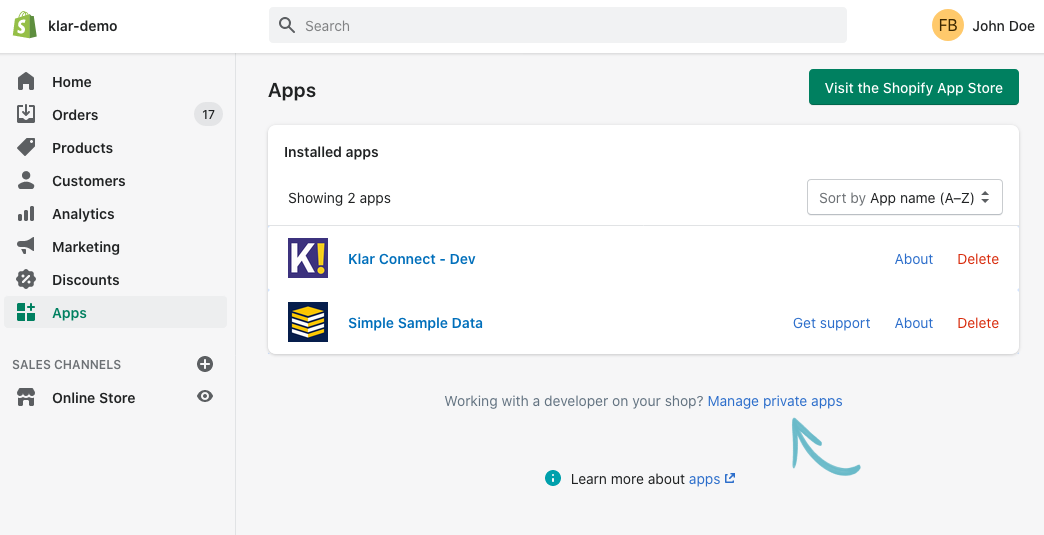 klar-demo
Search
FB John Doe
Home
Orders 17
Products
Customers
Analytics
Marketing
Discounts
Apps
SALES CHANNELS
Online Store
Apps
Visit the Shopify App Store
Installed apps
Showing 2 apps
Sort by App name (A–Z)
K! Klar Connect - Dev About Delete
Simple Sample Data Get support About Delete
Working with a developer on your shop? Manage private apps
Learn more about apps